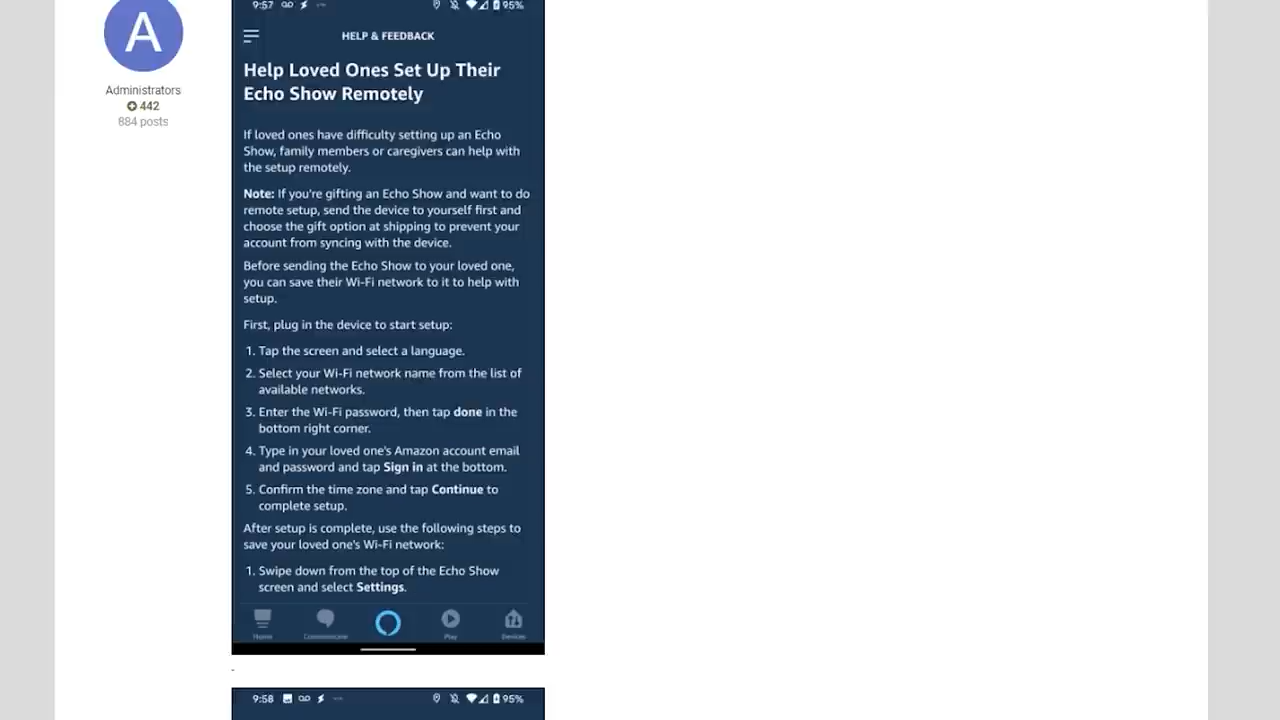 9:57
95%
A
HELP & FEEDBACK
Help Loved Ones Set Up Their
Echo Show Remotely
Administrators
442
884 posts
If loved ones have difficulty setting up an Echo
Show, family members or caregivers can help with
the setup remotely.
Note: If you're gifting an Echo Show and want to do
remote setup, send the device to yourself first and
choose the gift option at shipping to prevent your
account from syncing with the device.
Before sending the Echo Show to your loved one,
you can save their Wi-Fi network to it to help with
setup.
First, plug in the device to start setup:
1. Tap the screen and select a language.
2. Select your Wi-Fi network name from the list of
available networks.
3. Enter the Wi-Fi password, then tap done in the
bottom right corner.
4. Type in your loved one's Amazon account email
and password and tap Sign in at the bottom.
5. Confirm the time zone and tap Continue to
complete setup.
After setup is complete, use the following steps to
save your loved one's Wi-Fi network:
1. Swipe down from the top of the Echo Show
screen and select Settings.
Home Communicate Play Devices
-
9:58 95%